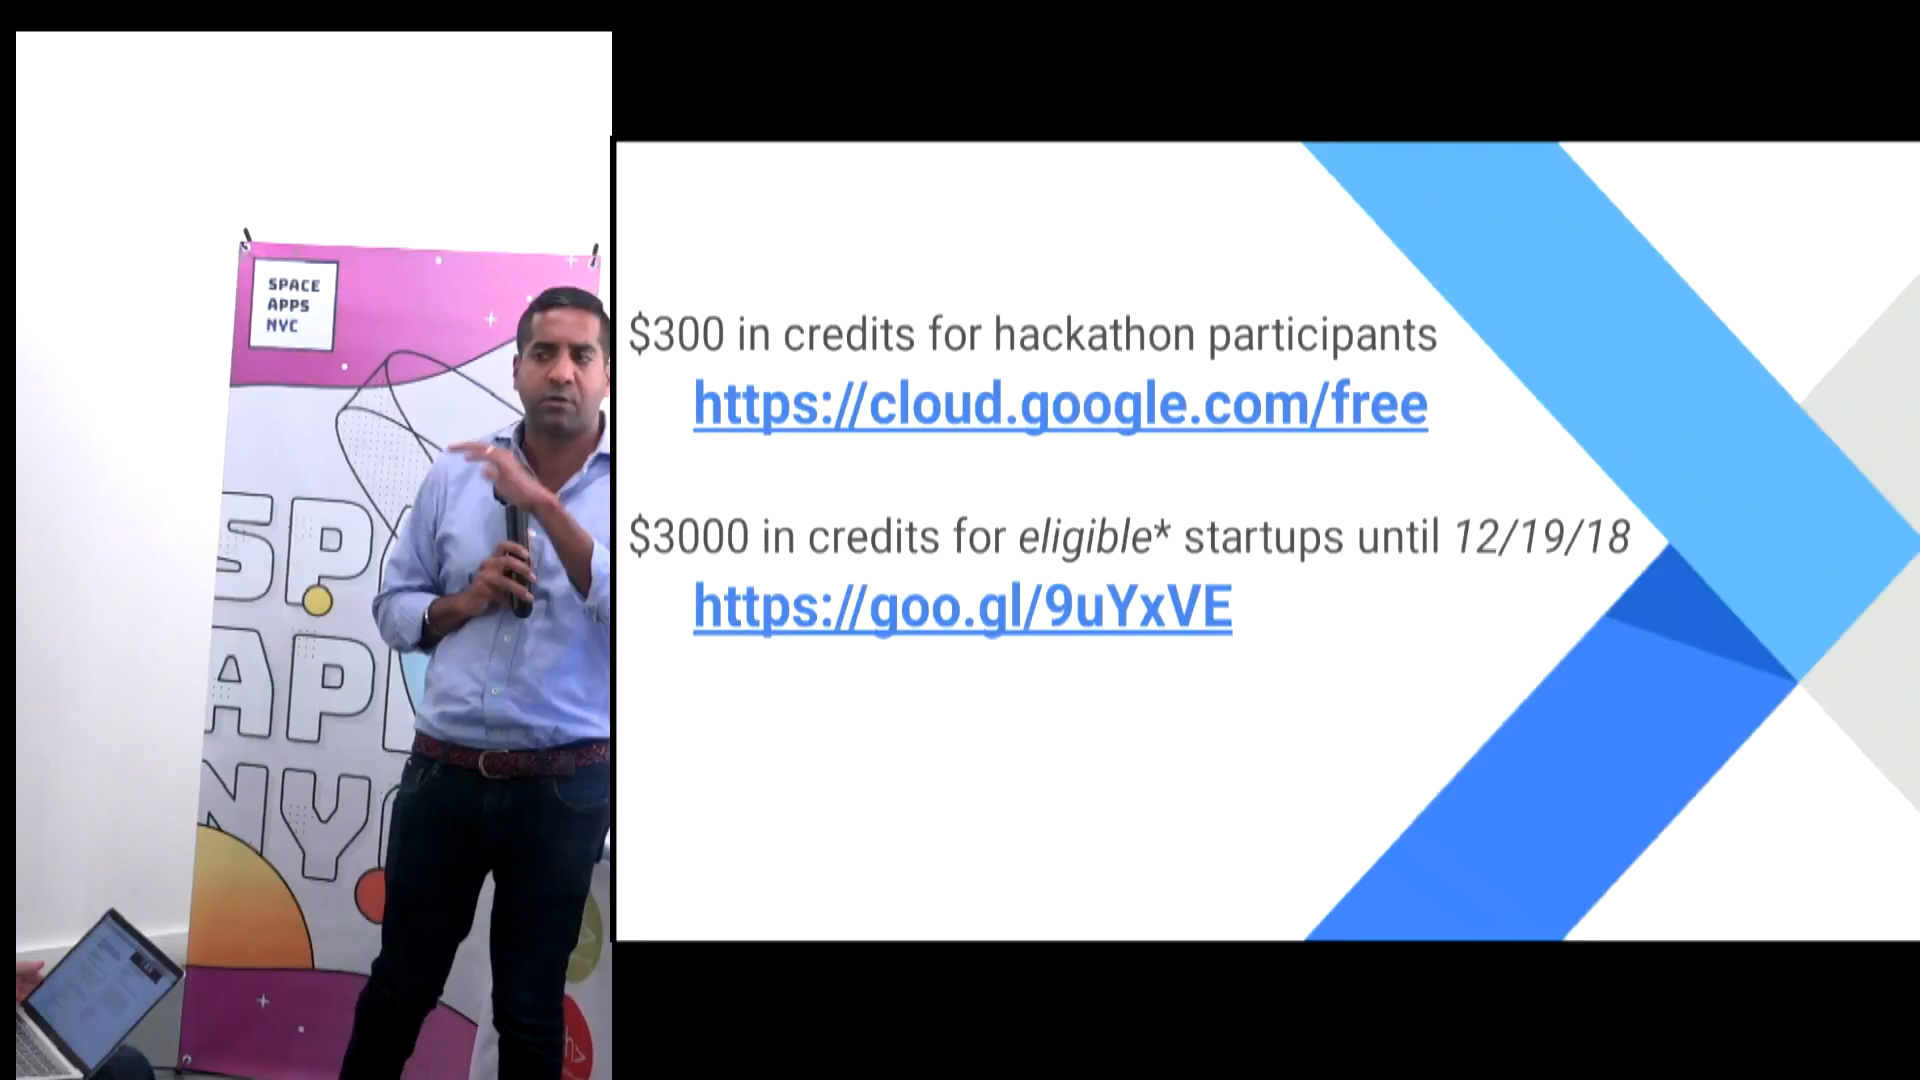 SPACE
APPS
NYC
$300 in credits for hackathon participants
https://cloud.google.com/free
$3000 in credits for eligible* startups until 12/19/18
https://goo.gl/9uYxVE